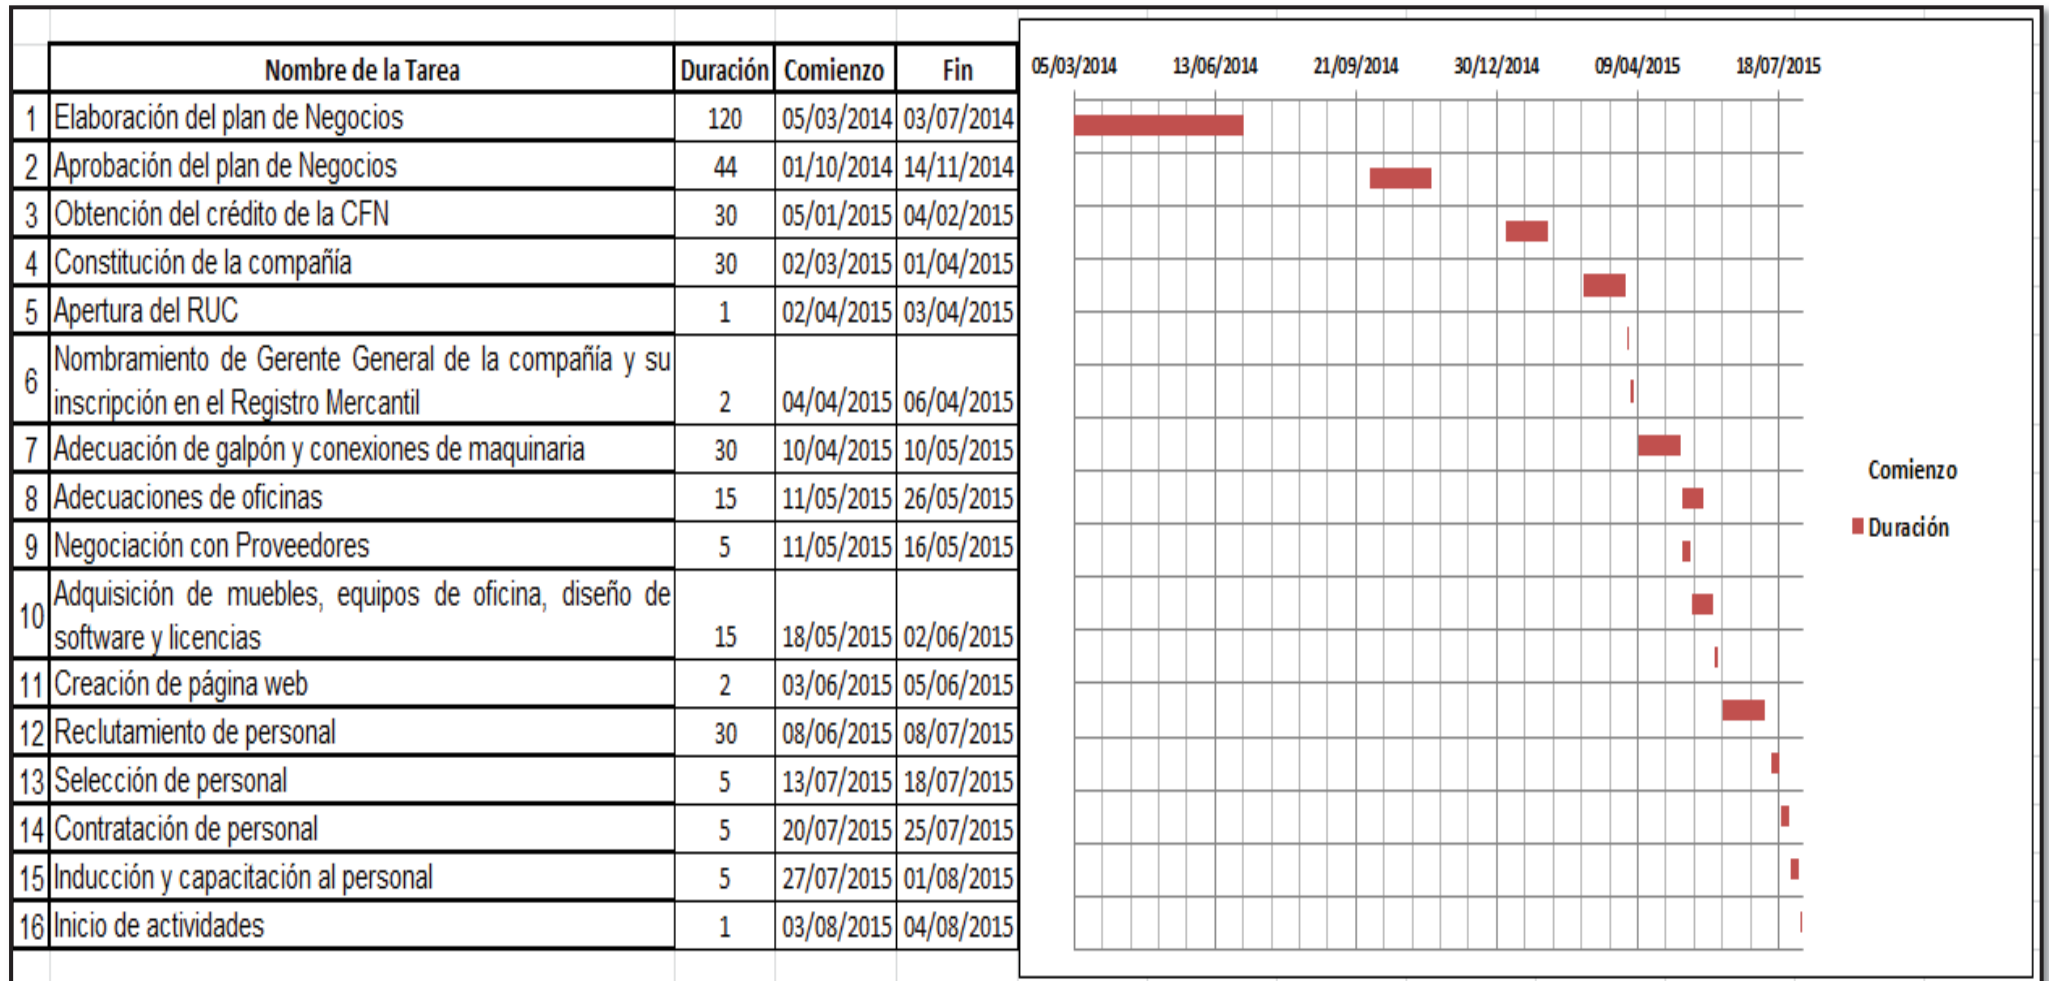 Nombre de la Tarea Duración Comienzo Fin
1 Elaboración del plan de Negocios 120 05/03/2014 03/07/2014
2 Aprobación del plan de Negocios 44 01/10/2014 14/11/2014
3 Obtención del crédito de la CFN 30 05/01/2015 04/02/2015
4 Constitución de la compañía 30 02/03/2015 01/04/2015
5 Apertura del RUC 1 02/04/2015 03/04/2015
6 Nombramiento de Gerente General de la compañía y su
inscripción en el Registro Mercantil 2 04/04/2015 06/04/2015
7 Adecuación de galpón y conexiones de maquinaria 30 10/04/2015 10/05/2015
8 Adecuaciones de oficinas 15 11/05/2015 26/05/2015
9 Negociación con Proveedores 5 11/05/2015 16/05/2015
10 Adquisición de muebles, equipos de oficina, diseño de
software y licencias 15 18/05/2015 02/06/2015
11 Creación de página web 2 03/06/2015 05/06/2015
12 Reclutamiento de personal 30 08/06/2015 08/07/2015
13 Selección de personal 5 13/07/2015 18/07/2015
14 Contratación de personal 5 20/07/2015 25/07/2015
15 Inducción y capacitación al personal 5 27/07/2015 01/08/2015
16 Inicio de actividades 1 03/08/2015 04/08/2015
05/03/2014 13/06/2014 21/09/2014 30/12/2014 09/04/2015 18/07/2015
Comienzo
Duración